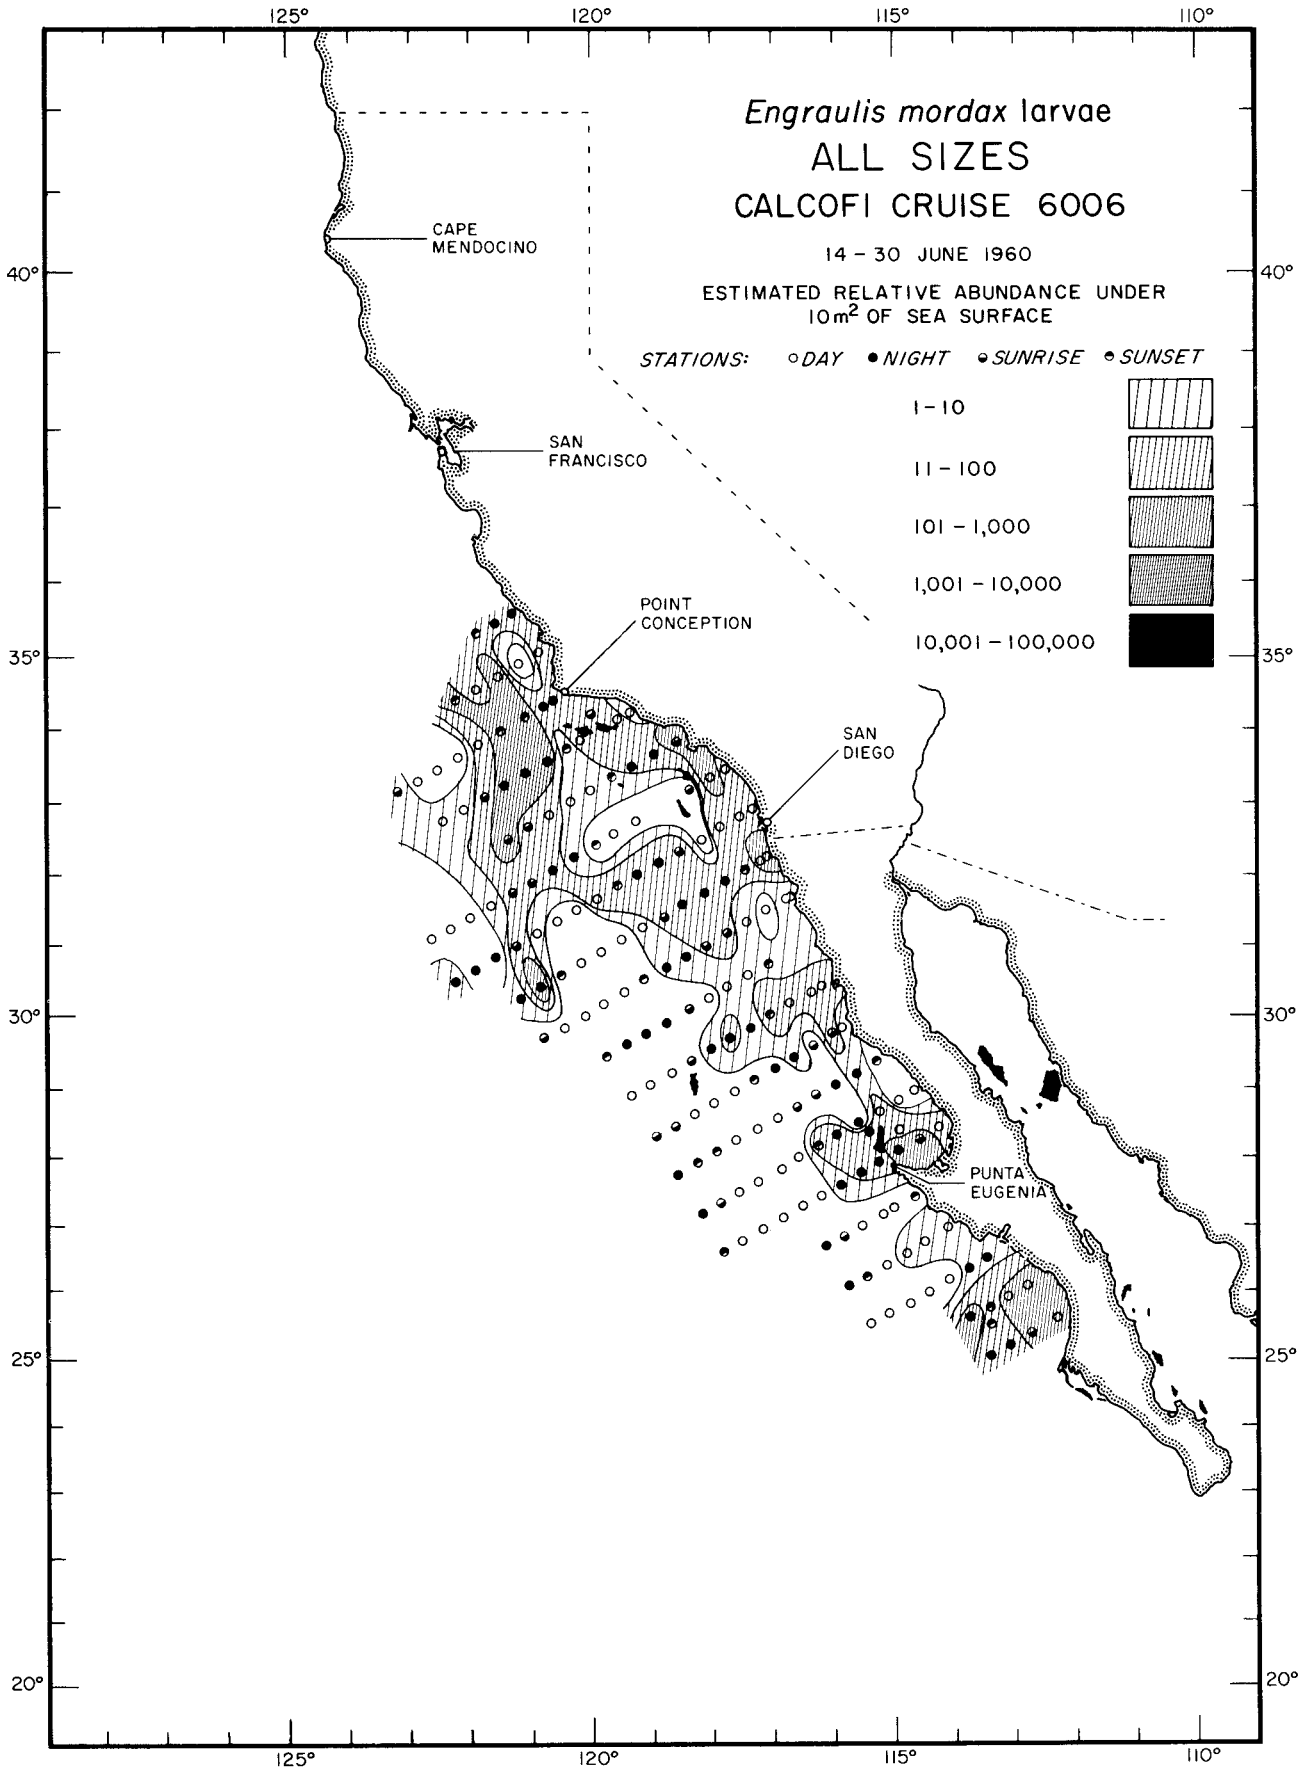 125° 120° 115° 110°
Engraulis mordax larvae
ALL SIZES
CALCOFI CRUISE 6006
14 – 30 JUNE 1960
ESTIMATED RELATIVE ABUNDANCE UNDER
10m² OF SEA SURFACE
STATIONS: ○DAY ●NIGHT ◒SUNRISE ◓SUNSET
1–10
11–100
101–1,000
1,001–10,000
10,001–100,000
CAPE
MENDOCINO
40° 40°
SAN
FRANCISCO
POINT
CONCEPTION
35° 35°
SAN
DIEGO
30° 30°
PUNTA
EUGENIA
25° 25°
20° 20°
125° 120° 115° 110°